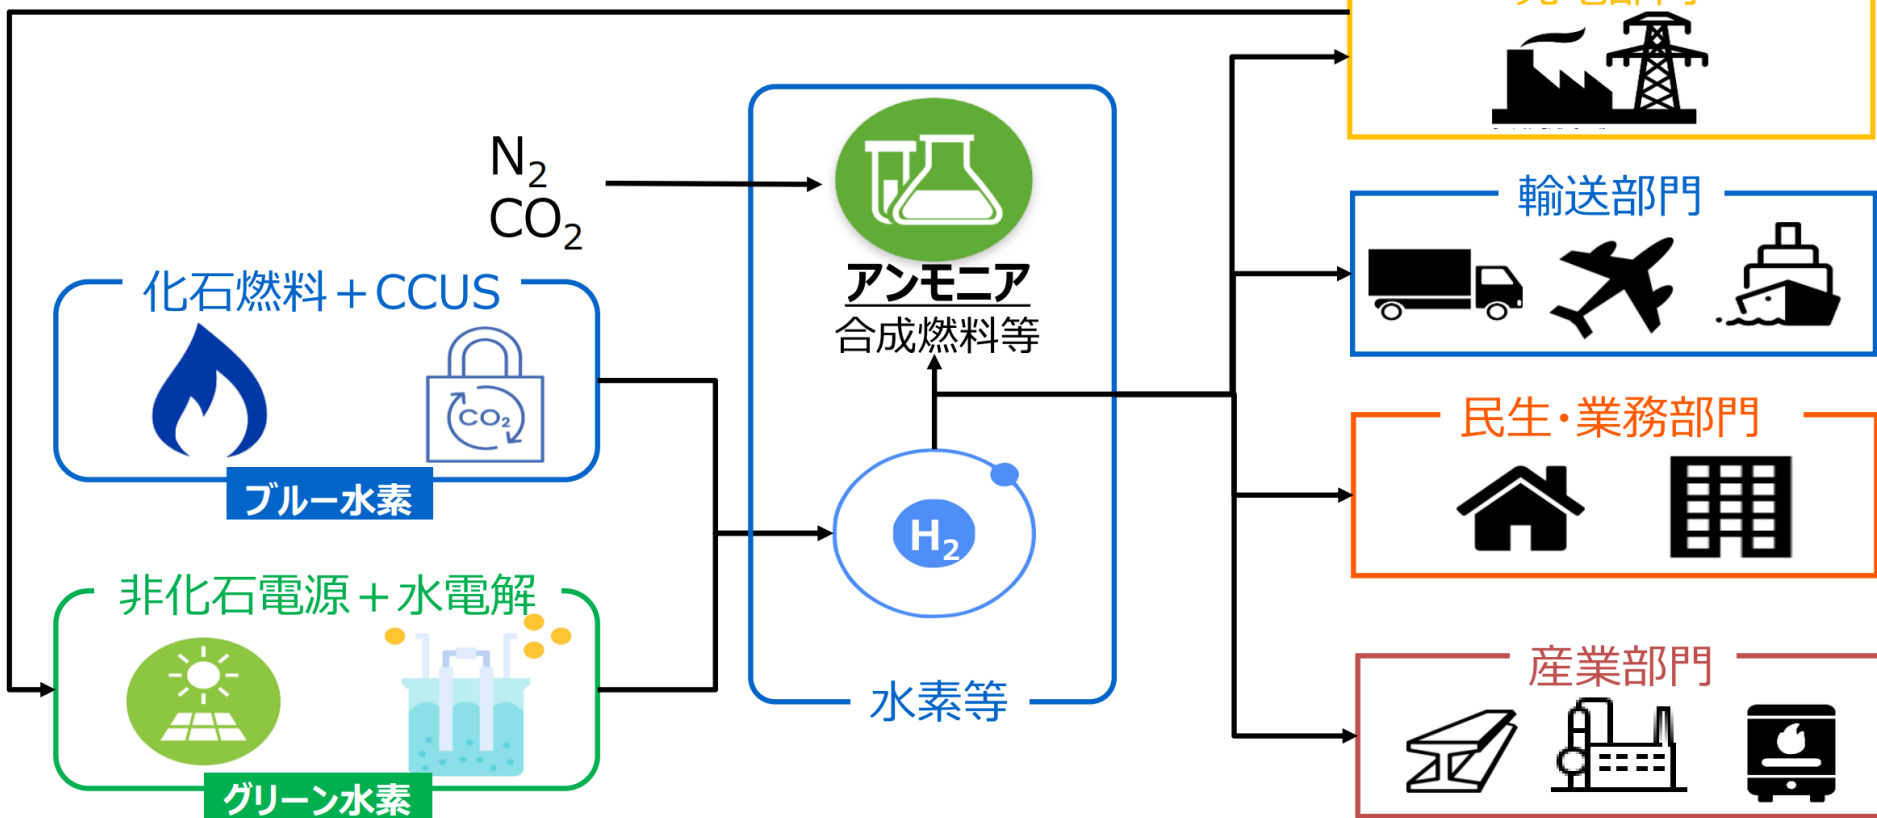 N₂
CO₂
化石燃料+CCUS
CO₂
ブルー水素
非化石電源+水電解
グリーン水素
アンモニア
合成燃料等
H₂
水素等
輸送部門
民生・業務部門
産業部門